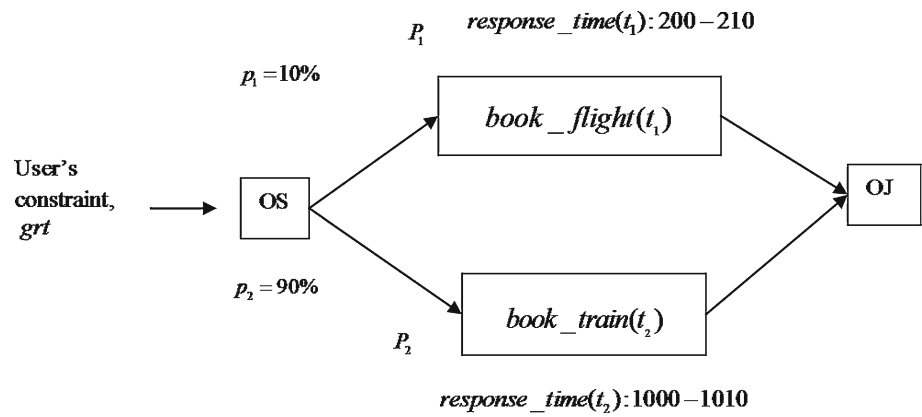 P₁ response_time(t₁): 200 – 210
p₁ = 10%
book_flight(t₁)
User's
constraint,
grt
OS
OJ
p₂ = 90%
book_train(t₂)
P₂
response_time(t₂): 1000 – 1010